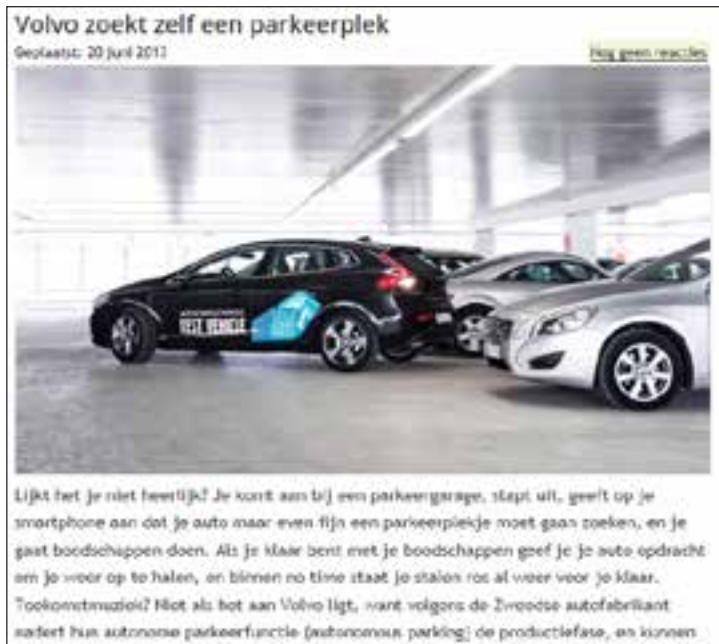 Volvo zoekt zelf een parkeerplek
Geplaatst: 20 juni 2013
Nog geen reacties
TEST VEHICLE
Lijkt het je niet heerlijk? Je komt aan bij een parkeergarage, stapt uit, geeft op je
smartphone aan dat je auto maar even fijn een parkeerplekje moet gaan zoeken, en je
gaat boodschappen doen. Als je klaar bent met je boodschappen geef je je auto opdracht
om je weer op te halen, en binnen no time staat je stalen ros al weer voor je klaar.
Toekomstmuziek? Niet als het aan Volvo ligt, want volgens de Zweedse autofabrikant
nadert hun autonome parkeerfunctie (autonomous parking) de productiefase, en kunnen